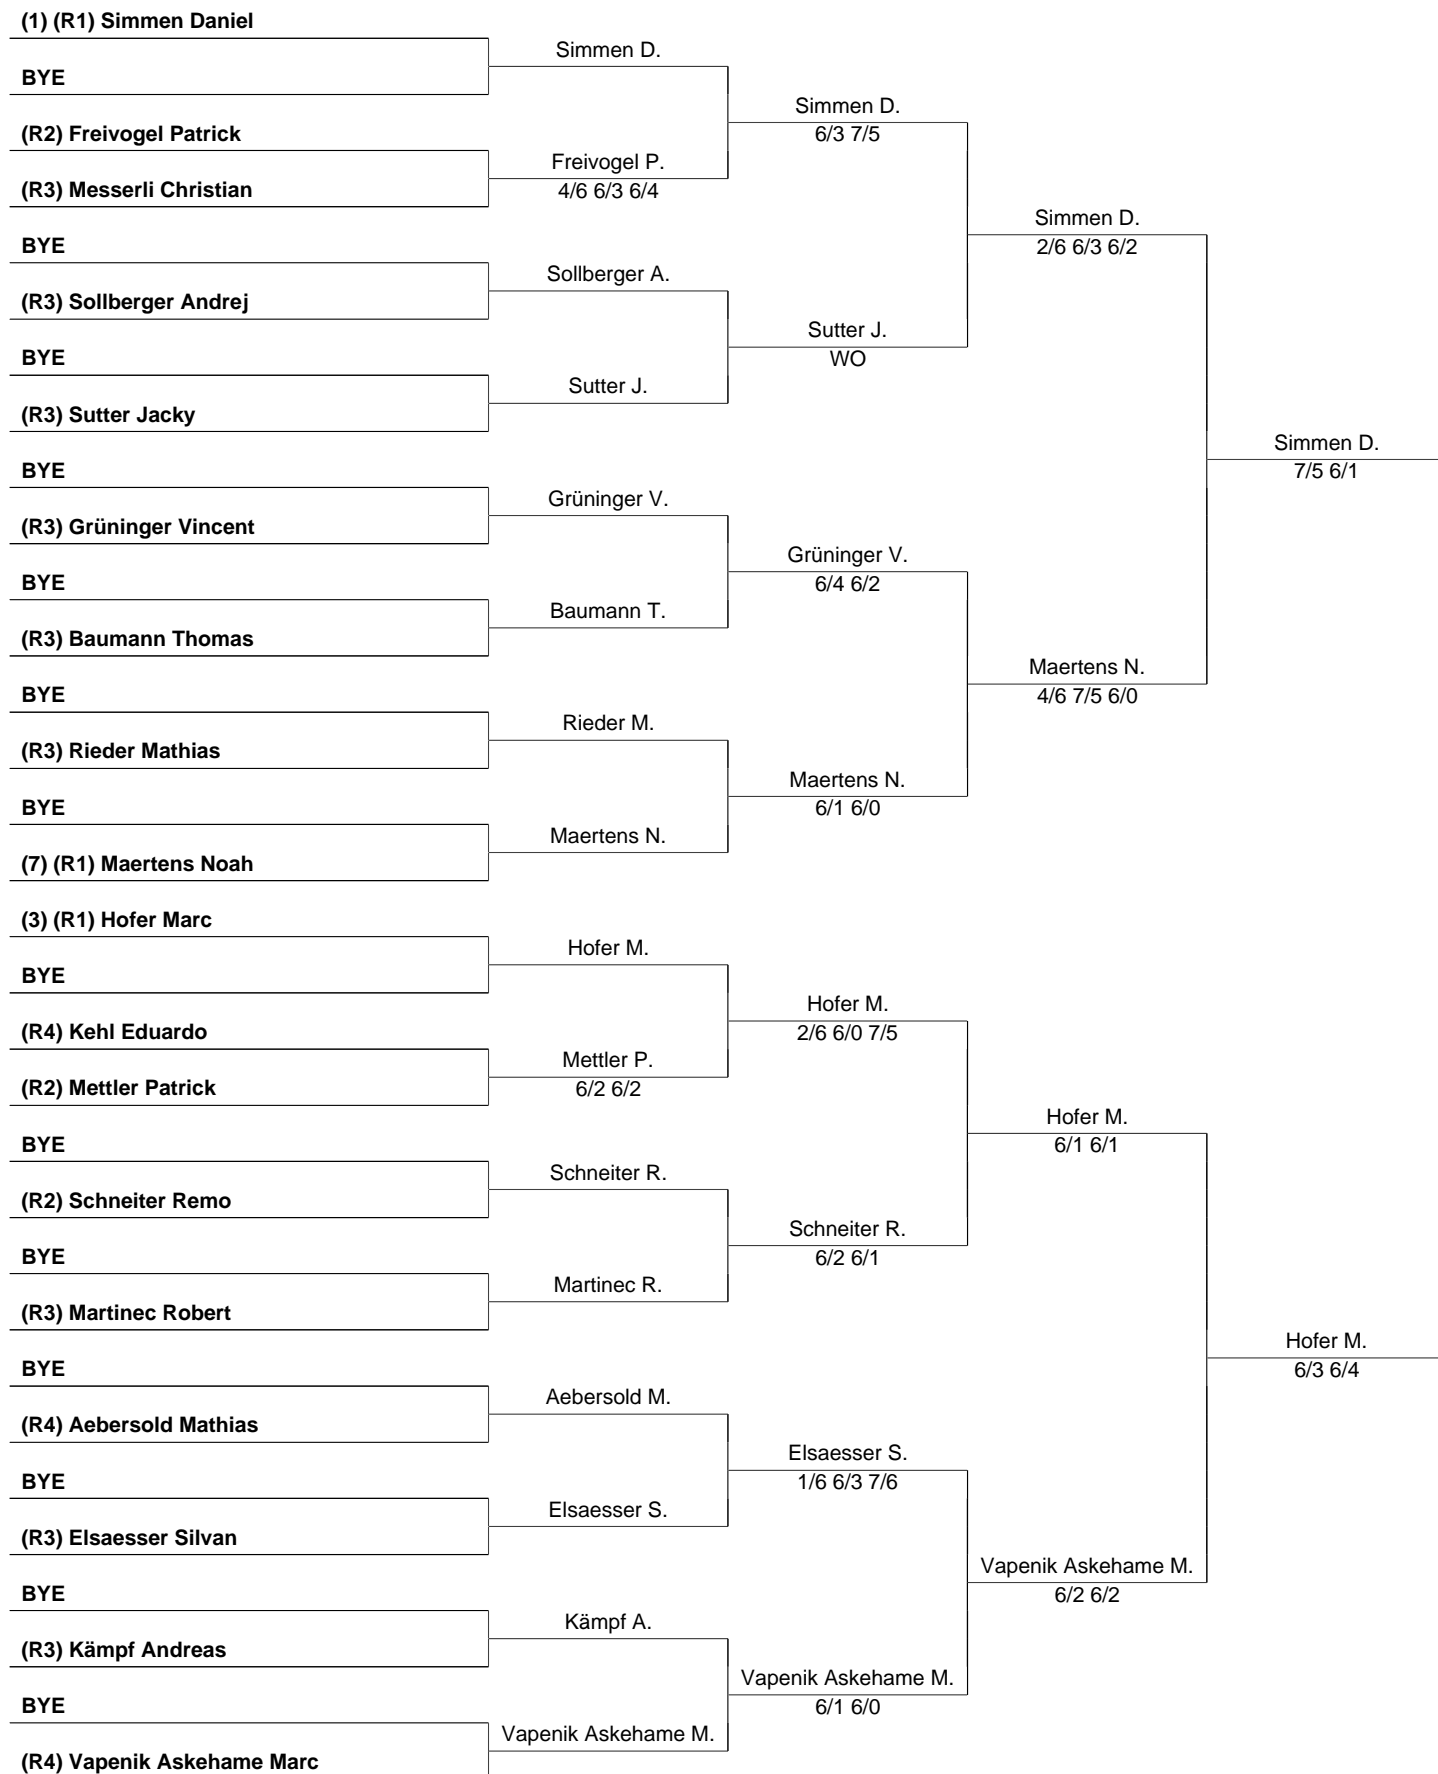 (1) (R1) Simmen Daniel
Simmen D.
BYE
Simmen D.
(R2) Freivogel Patrick
6/3 7/5
Freivogel P.
(R3) Messerli Christian
4/6 6/3 6/4
Simmen D.
BYE
2/6 6/3 6/2
Sollberger A.
(R3) Sollberger Andrej
Sutter J.
BYE
WO
Sutter J.
(R3) Sutter Jacky
Simmen D.
BYE
7/5 6/1
Grüninger V.
(R3) Grüninger Vincent
Grüninger V.
BYE
6/4 6/2
Baumann T.
(R3) Baumann Thomas
Maertens N.
BYE
4/6 7/5 6/0
Rieder M.
(R3) Rieder Mathias
Maertens N.
BYE
6/1 6/0
Maertens N.
(7) (R1) Maertens Noah
(3) (R1) Hofer Marc
Hofer M.
BYE
Hofer M.
(R4) Kehl Eduardo
2/6 6/0 7/5
Mettler P.
(R2) Mettler Patrick
6/2 6/2
Hofer M.
BYE
6/1 6/1
Schneiter R.
(R2) Schneiter Remo
Schneiter R.
BYE
6/2 6/1
Martinec R.
(R3) Martinec Robert
Hofer M.
BYE
6/3 6/4
Aebersold M.
(R4) Aebersold Mathias
Elsaesser S.
BYE
1/6 6/3 7/6
Elsaesser S.
(R3) Elsaesser Silvan
Vapenik Askehame M.
BYE
6/2 6/2
Kämpf A.
(R3) Kämpf Andreas
Vapenik Askehame M.
BYE
6/1 6/0
Vapenik Askehame M.
(R4) Vapenik Askehame Marc